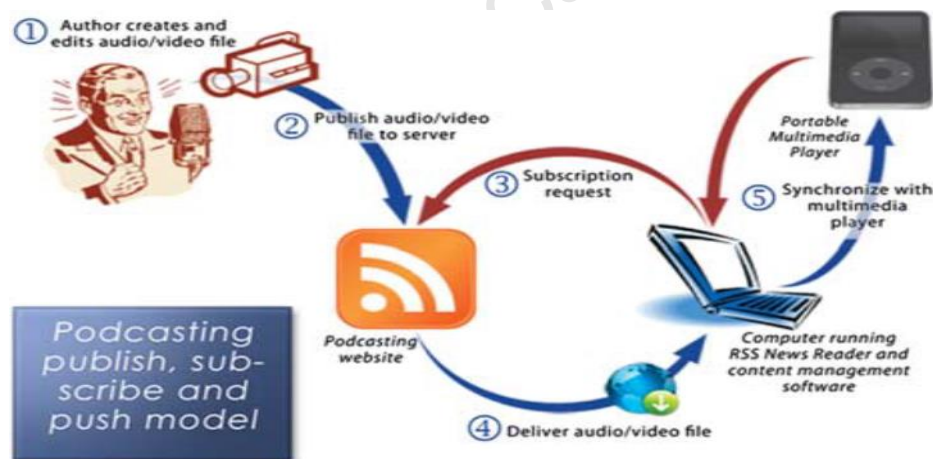 ① Author creates and
edits audio/video file
② Publish audio/video
file to server
③ Subscription
request
Portable
Multimedia
Player
⑤ Synchronize with
multimedia
player
Podcasting
website
Computer running
RSS News Reader and
content management
software
④ Deliver audio/video file
Podcasting
publish, sub-
scribe and
push model